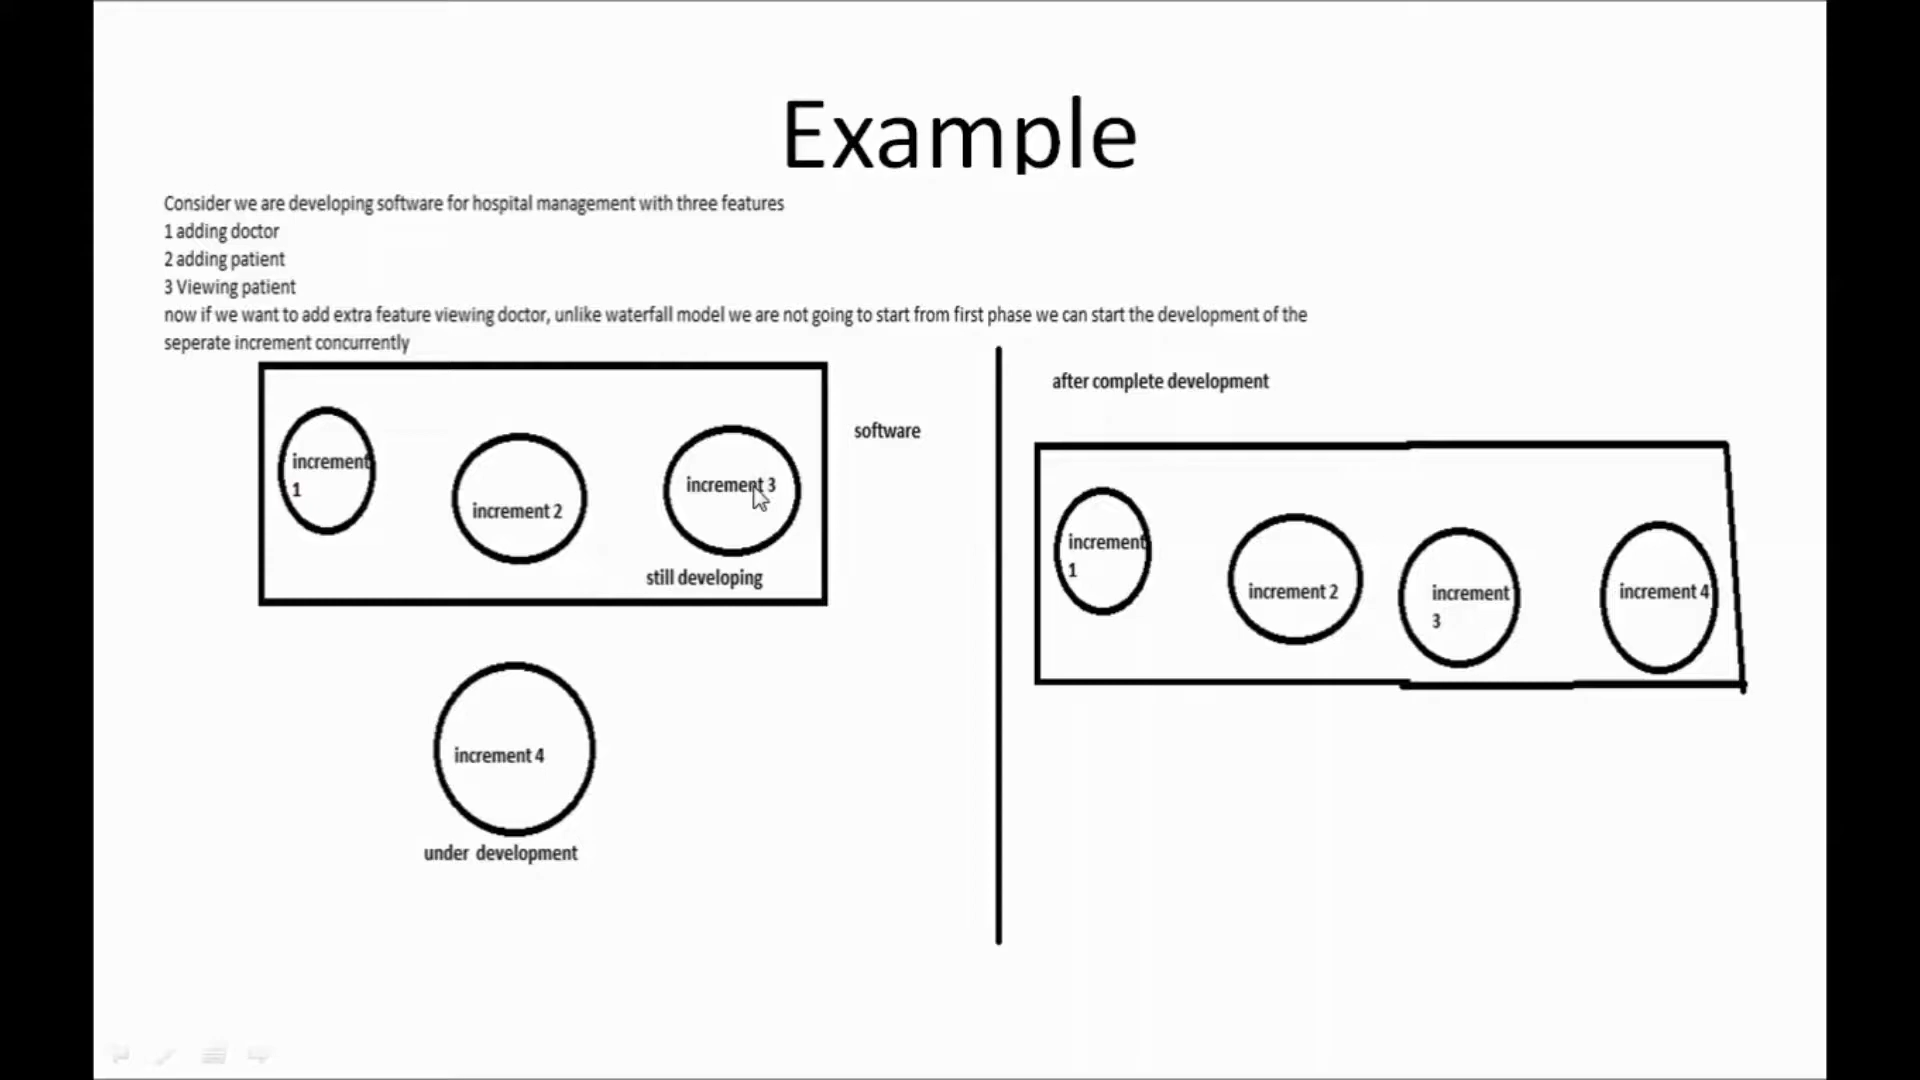 Example
Consider we are developing software for hospital management with three features
1 adding doctor
2 adding patient
3 Viewing patient
now if we want to add extra feature viewing doctor, unlike waterfall model we are not going to start from first phase we can start the development of the
seperate increment concurrently
increment
1
increment 2
increment 3
still developing
software
increment 4
under development
after complete development
increment
1
increment 2
increment
3
increment 4